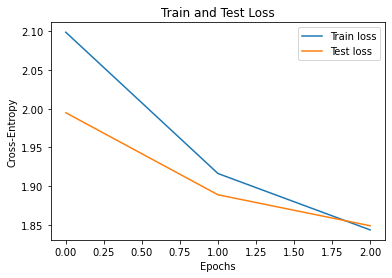 Train and Test Loss
Train loss
Test loss
Cross-Entropy
2.10
2.05
2.00
1.95
1.90
1.85
0.00 0.25 0.50 0.75 1.00 1.25 1.50 1.75 2.00
Epochs